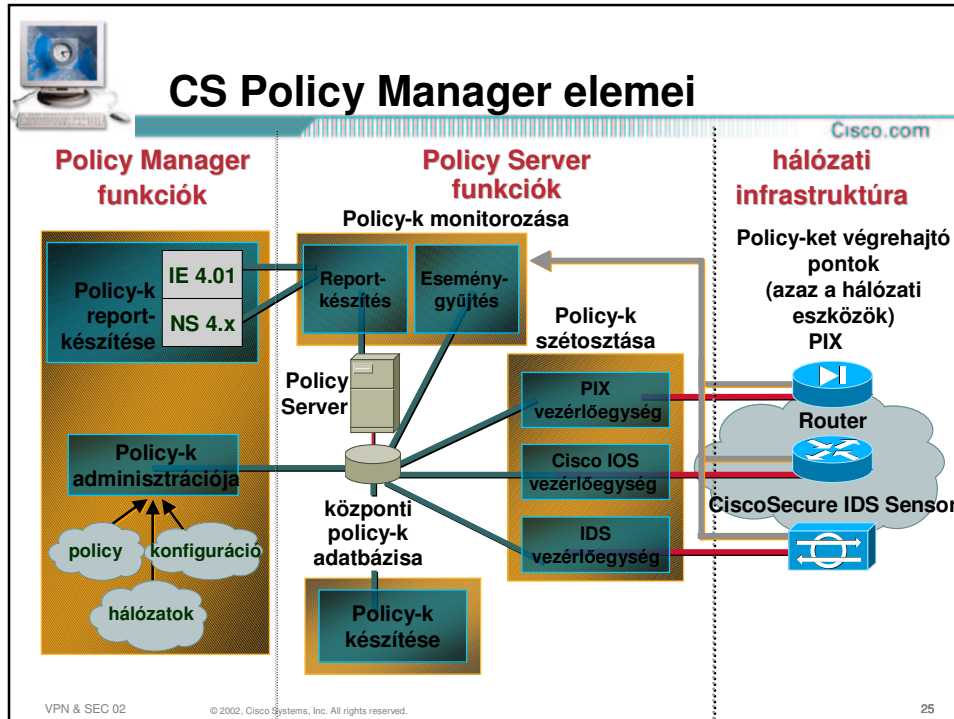 CS Policy Manager elemei
Cisco.com
Policy Manager
funkciók
Policy Server
funkciók
hálózati
infrastruktúra
Policy-k monitorozása
Policy-k
report-
készítése
IE 4.01
NS 4.x
Report-
készítés
Esemény-
gyűjtés
Policy-ket végrehajtó
pontok
(azaz a hálózati
eszközök)
PIX
Policy-k
szétosztása
Policy
Server
PIX
vezérlőegység
Router
Policy-k
adminisztrációja
Cisco IOS
vezérlőegység
CiscoSecure IDS Sensor
központi
policy-k
adatbázisa
IDS
vezérlőegység
policy
konfiguráció
hálózatok
Policy-k
készítése
VPN & SEC 02
© 2002, Cisco Systems, Inc. All rights reserved.
25